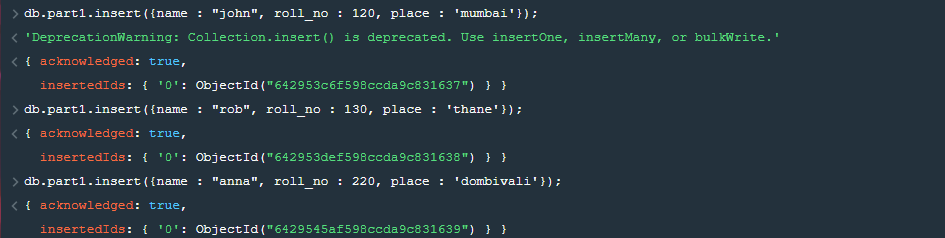 > db.part1.insert({name : "john", roll_no : 120, place : 'mumbai'});
< 'DeprecationWarning: Collection.insert() is deprecated. Use insertOne, insertMany, or bulkWrite.'
< { acknowledged: true,
insertedIds: { '0': ObjectId("642953c6f598ccda9c831637") } }
> db.part1.insert({name : "rob", roll_no : 130, place : 'thane'});
< { acknowledged: true,
insertedIds: { '0': ObjectId("642953def598ccda9c831638") } }
> db.part1.insert({name : "anna", roll_no : 220, place : 'dombivali'});
< { acknowledged: true,
insertedIds: { '0': ObjectId("6429545af598ccda9c831639") } }